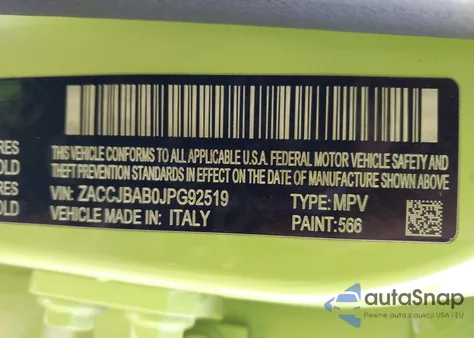 RES
OLD
RES
OLD
THIS VEHICLE CONFORMS TO ALL APPLICABLE U.S.A. FEDERAL MOTOR VEHICLE SAFETY AND
THEFT PREVENTION STANDARDS IN EFFECT ON THE DATE OF MANUFACTURE SHOWN ABOVE
VIN: ZACCJBAB0JPG92519 TYPE: MPV
VEHICLE MADE IN: ITALY PAINT: 566
autoSnap
Pewne auta z aukcji USA i EU